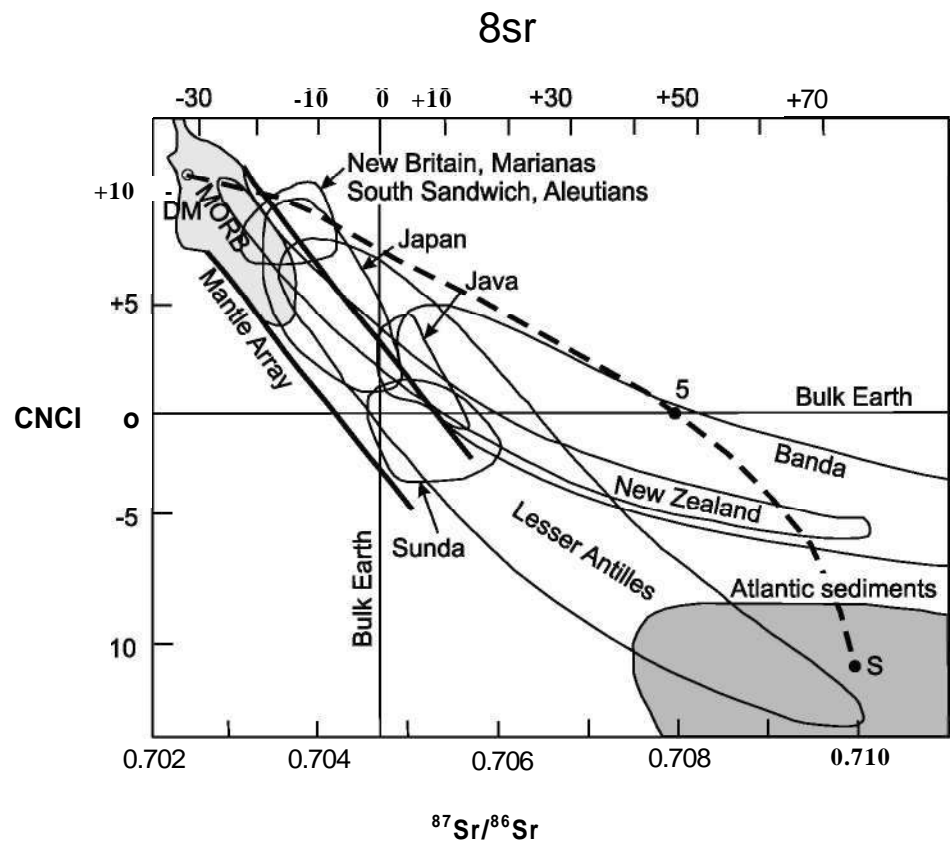 8sr
-30 -10 0 +10 +30 +50 +70
New Britain, Marianas
South Sandwich, Aleutians
+10
DM
MORB
Japan
Java
+5
Mantle Array
5
Bulk Earth
CNCI
o
Banda
New Zealand
-5
Sunda
Lesser Antilles
Bulk Earth
Atlantic sediments
10
S
0.702 0.704 0.706 0.708 0.710
⁸⁷Sr/⁸⁶Sr